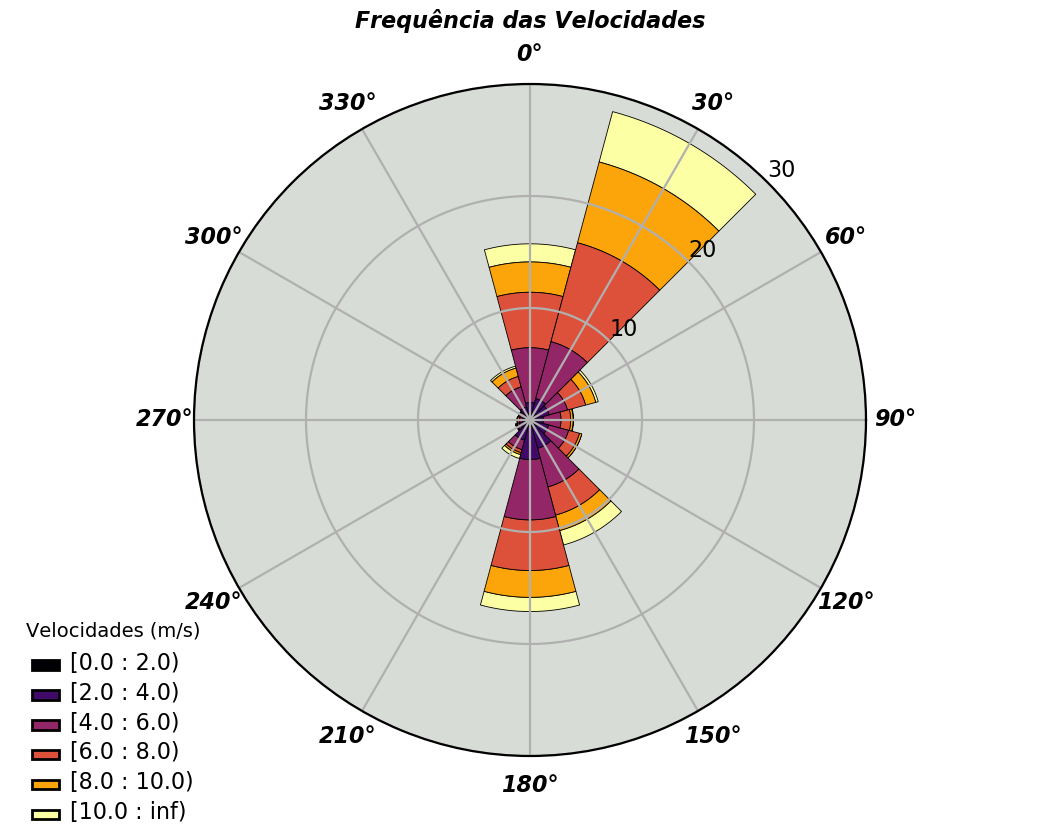 Frequência das Velocidades
0°
330°
30°
30
300°
60°
20
10
270°
90°
240°
120°
210°
150°
180°
Velocidades (m/s)
[0.0 : 2.0)
[2.0 : 4.0)
[4.0 : 6.0)
[6.0 : 8.0)
[8.0 : 10.0)
[10.0 : inf)